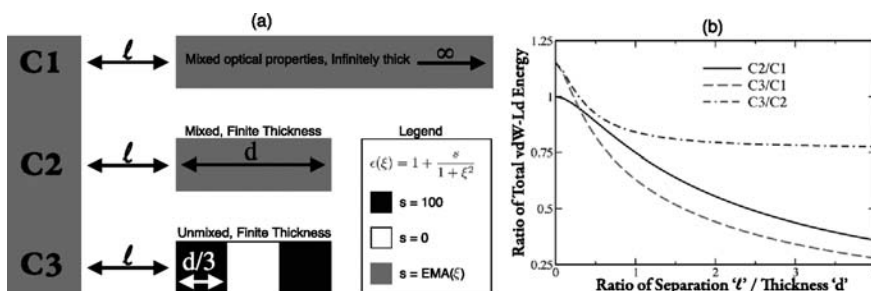 (a)
C1
ℓ
Mixed optical properties, Infinitely thick
∞
Mixed, Finite Thickness
C2
ℓ
d
Unmixed, Finite Thickness
C3
ℓ
d/3
Legend
ϵ(ξ) = 1 + s / (1 + ξ²)
s = 100
s = 0
s = EMA(ξ)
(b)
Ratio of Total vdW-Ld Energy
1.25
1
0.75
0.5
0.25
C2/C1
C3/C1
C3/C2
0
1
2
3
Ratio of Separation 'ℓ' / Thickness 'd'